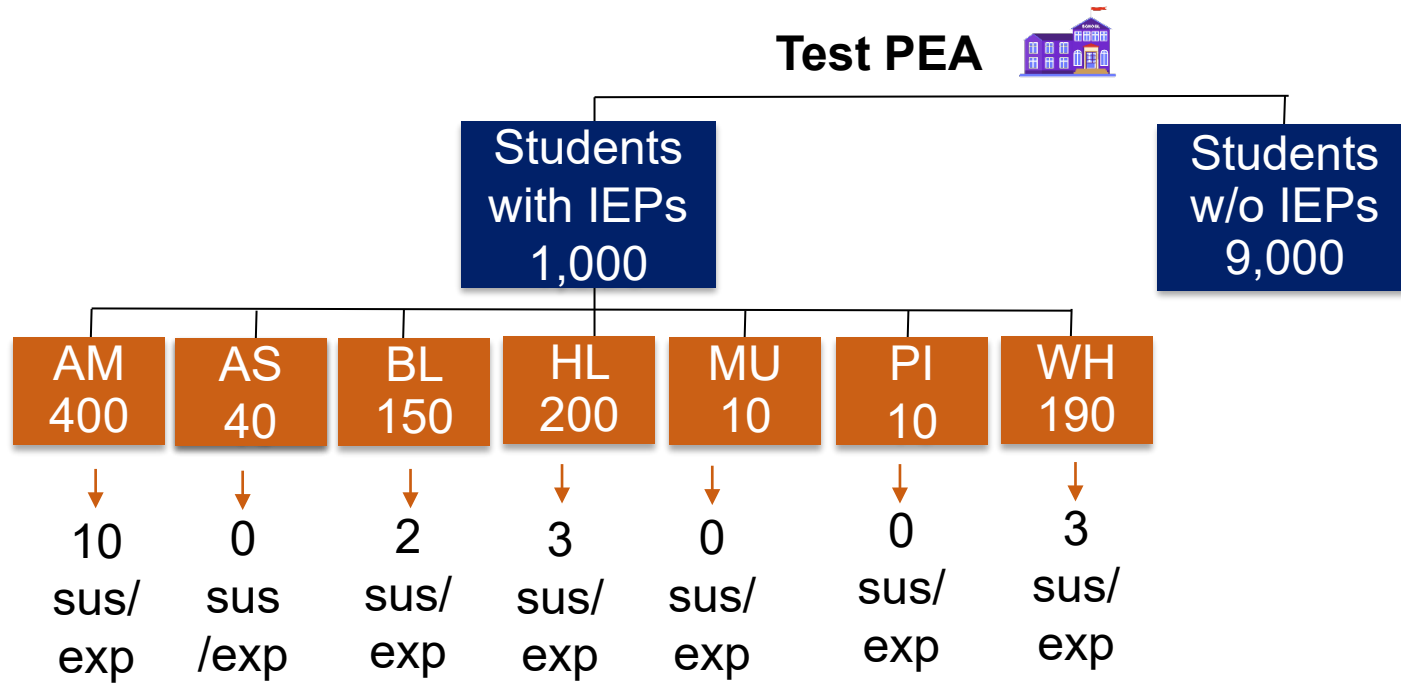 Test PEA
SCHOOL
Students
with IEPs
1,000
Students
w/o IEPs
9,000
AM
400
AS
40
BL
150
HL
200
MU
10
PI
10
WH
190
10
sus/
exp
0
sus
/exp
2
sus/
exp
3
sus/
exp
0
sus/
exp
0
sus/
exp
3
sus/
exp